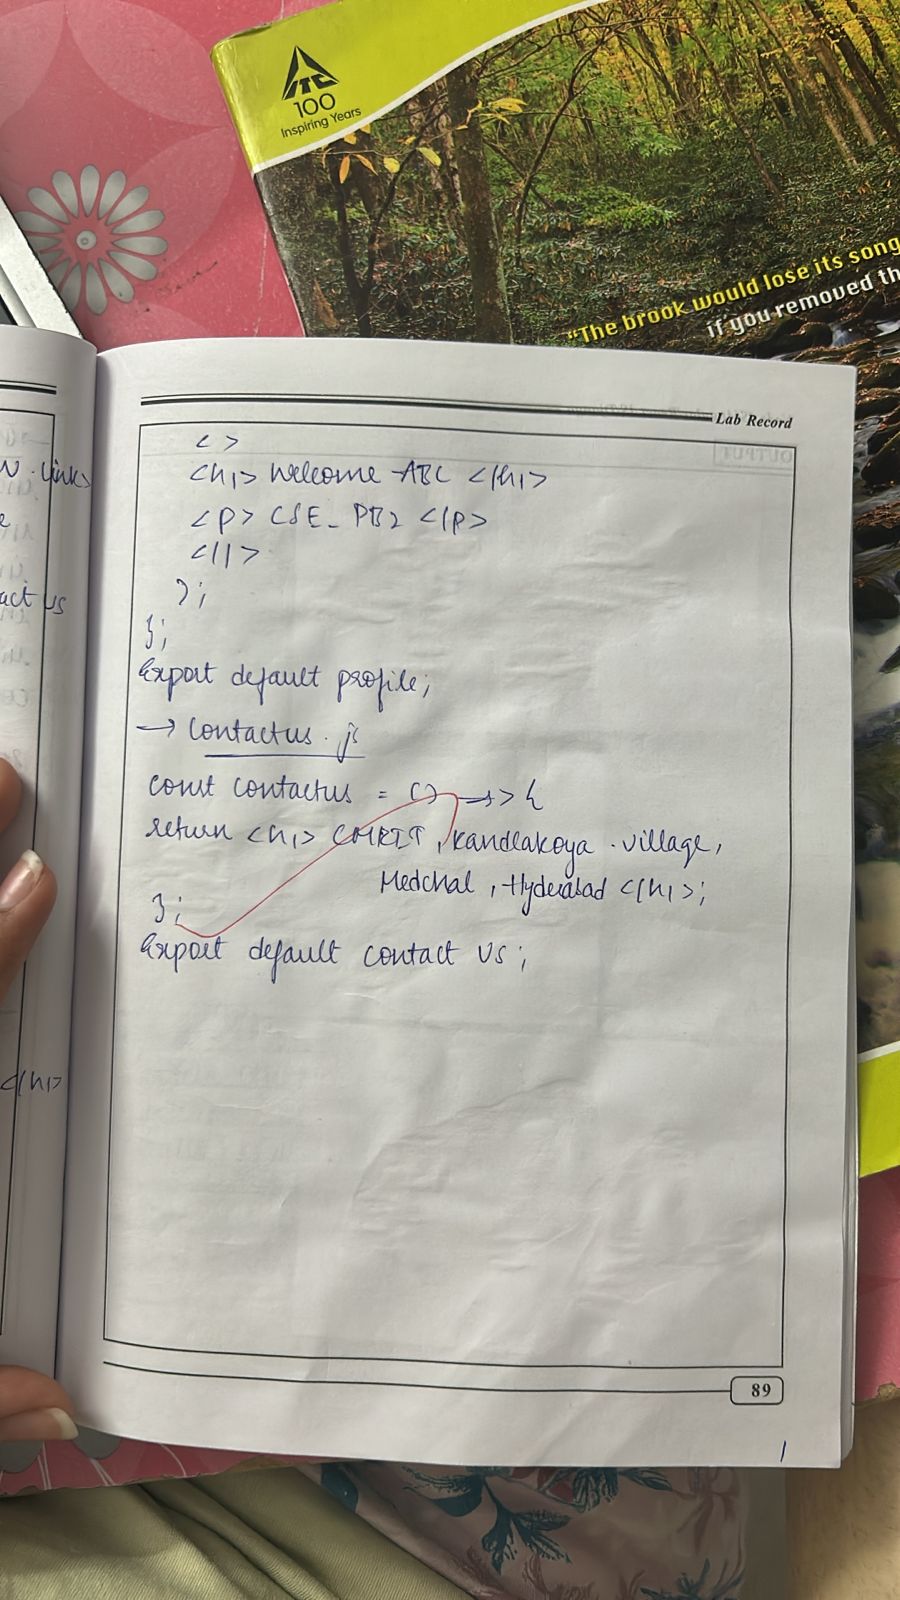 ITC
100
Inspiring Years
"The brook would lose its song
if you removed th
Lab Record
< >
<h1> Welcome ABC </h1>
<p> CSE_ PB2 </p>
<//>
);
};
Export default profile;
→ Contactus.js
const contactus = () → > {
return <h1> CMRIT, kandlakoya village,
Medchal, Hyderabad </h1>;
};
Export default contact us;
89
Link>
act us
</h1>